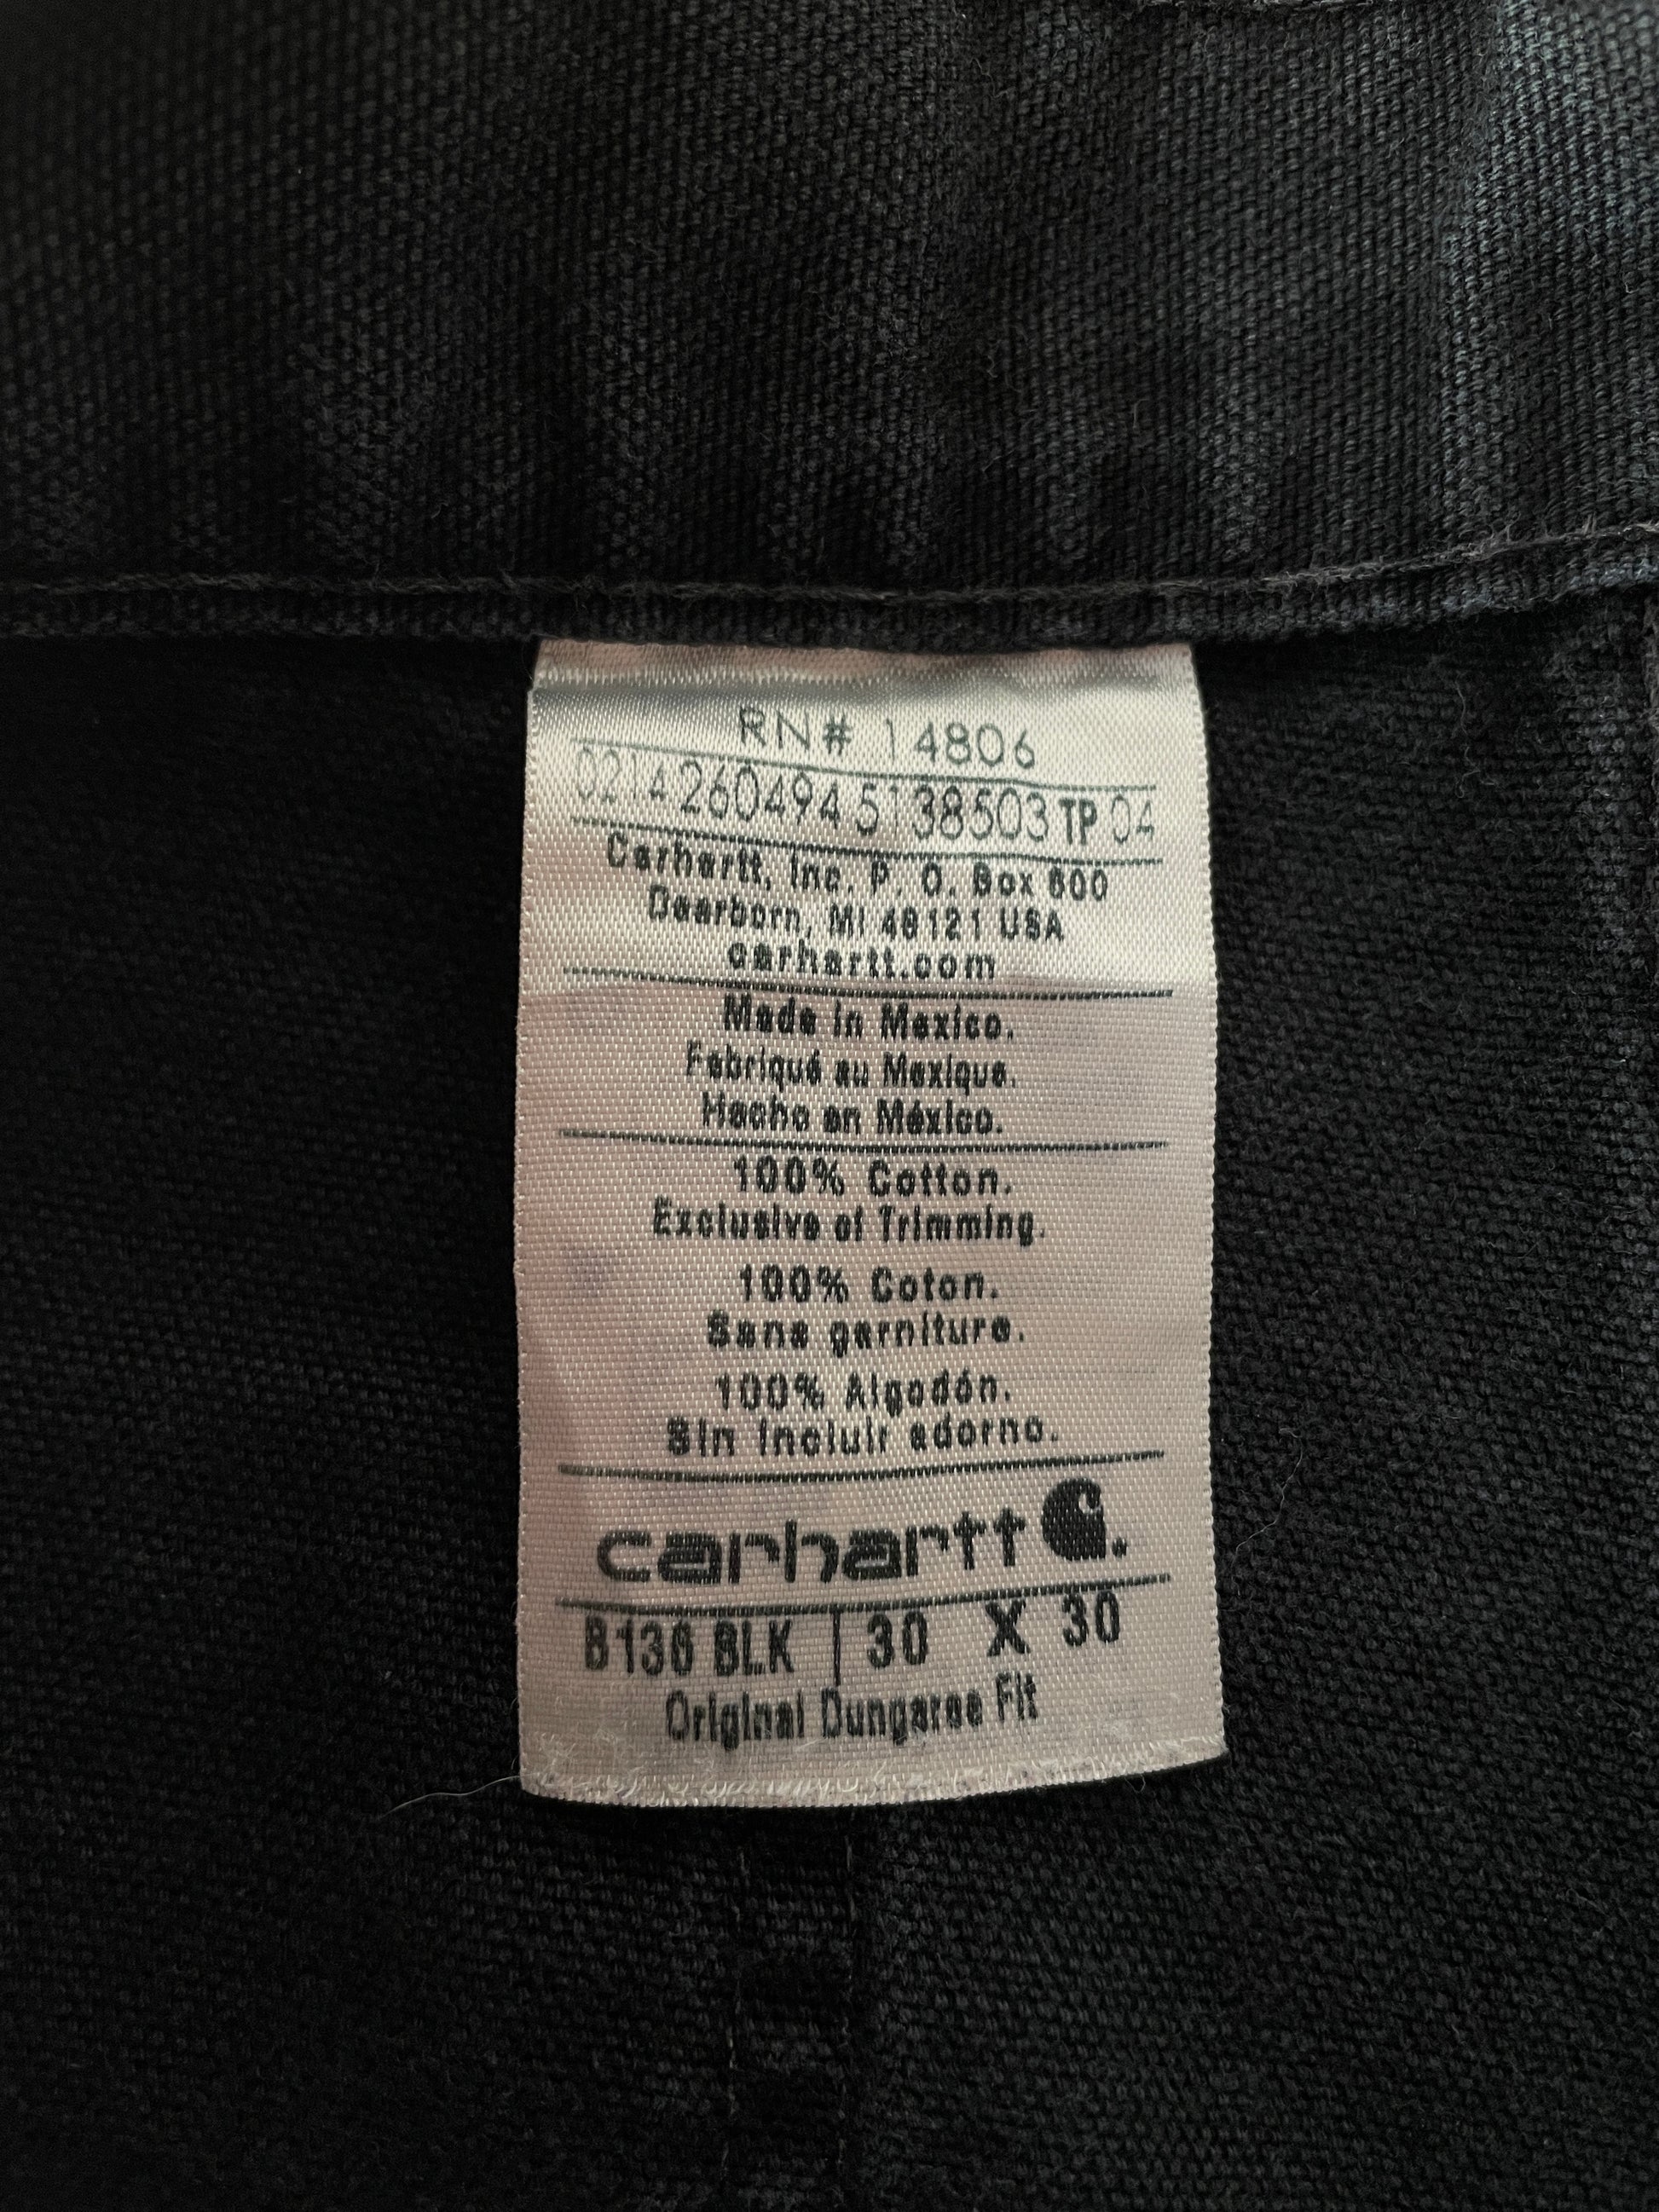 RN# 14806
0214 260494 5138503 TP 04
Carhartt, Inc. P. O. Box 600
Dearborn, MI 48121 USA
carhartt.com
Made in Mexico.
Fabriqué au Mexique.
Hecho en México.
100% Cotton.
Exclusive of Trimming.
100% Coton.
Sans garniture.
100% Algodón.
Sin incluir adorno.
carhartt
B136 BLK | 30 X 30
Original Dungaree Fit